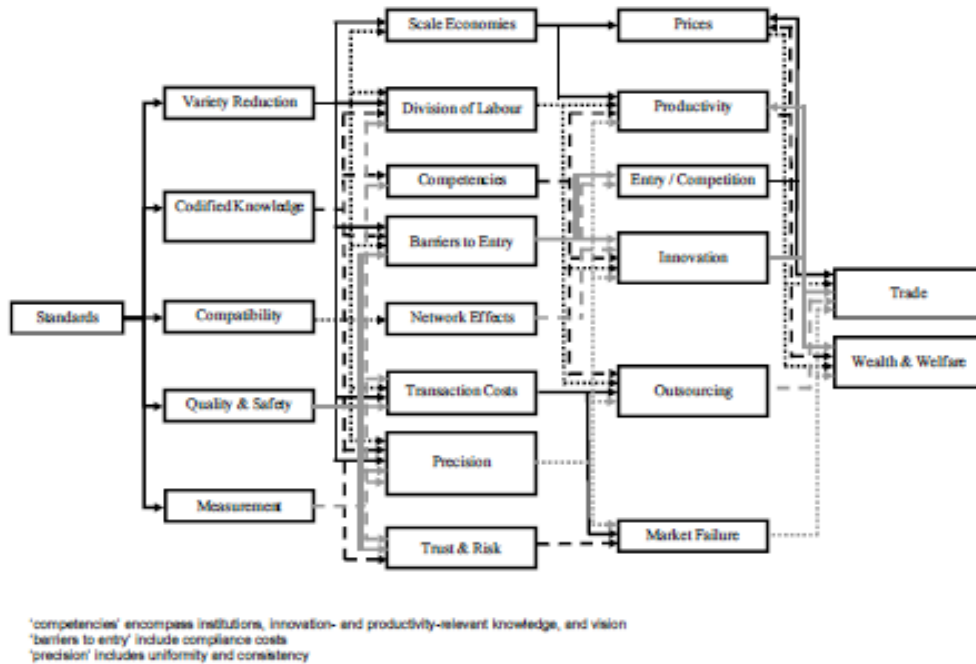 Scale Economies
Prices
Variety Reduction
Division of Labour
Productivity
Competencies
Entry / Competition
Codified Knowledge
Barriers to Entry
Innovation
Trade
Standards
Compatibility
Network Effects
Wealth & Welfare
Quality & Safety
Transaction Costs
Outsourcing
Precision
Measurement
Trust & Risk
Market Failure
'competencies' encompass institutions, innovation- and productivity-relevant knowledge, and vision
'barriers to entry' include compliance costs
'precision' includes uniformity and consistency